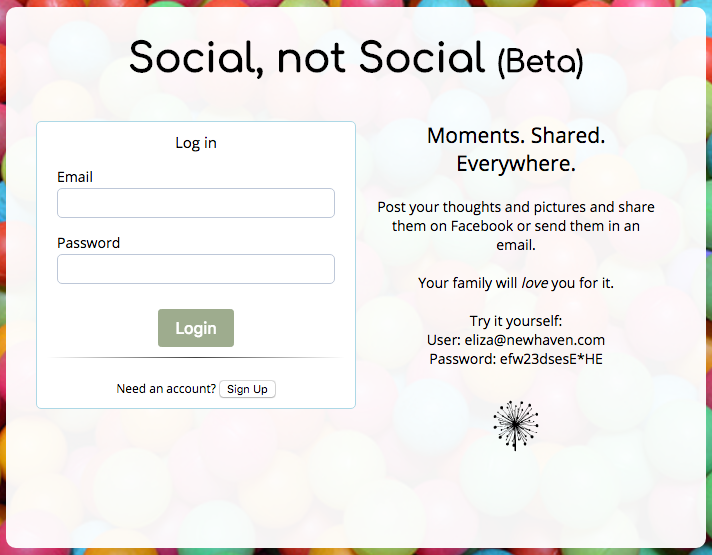 Social, not Social (Beta)
Log in
Email
Password
Login
Need an account? Sign Up
Moments. Shared.
Everywhere.
Post your thoughts and pictures and share
them on Facebook or send them in an
email.
Your family will love you for it.
Try it yourself:
User: eliza@newhaven.com
Password: efw23dsesE*HE